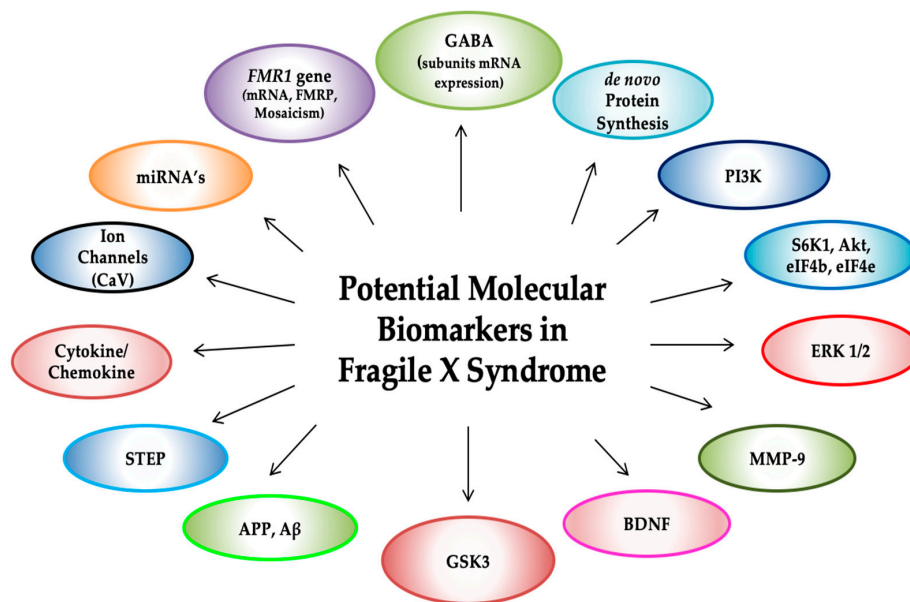 GABA
(subunits mRNA
expression)
FMR1 gene
(mRNA, FMRP,
Mosaicism)
de novo
Protein
Synthesis
miRNA's
PI3K
Ion
Channels
(CaV)
S6K1, Akt,
eIF4b, eIF4e
Potential Molecular
Biomarkers in
Fragile X Syndrome
Cytokine/
Chemokine
ERK 1/2
STEP
MMP-9
APP, Aβ
BDNF
GSK3